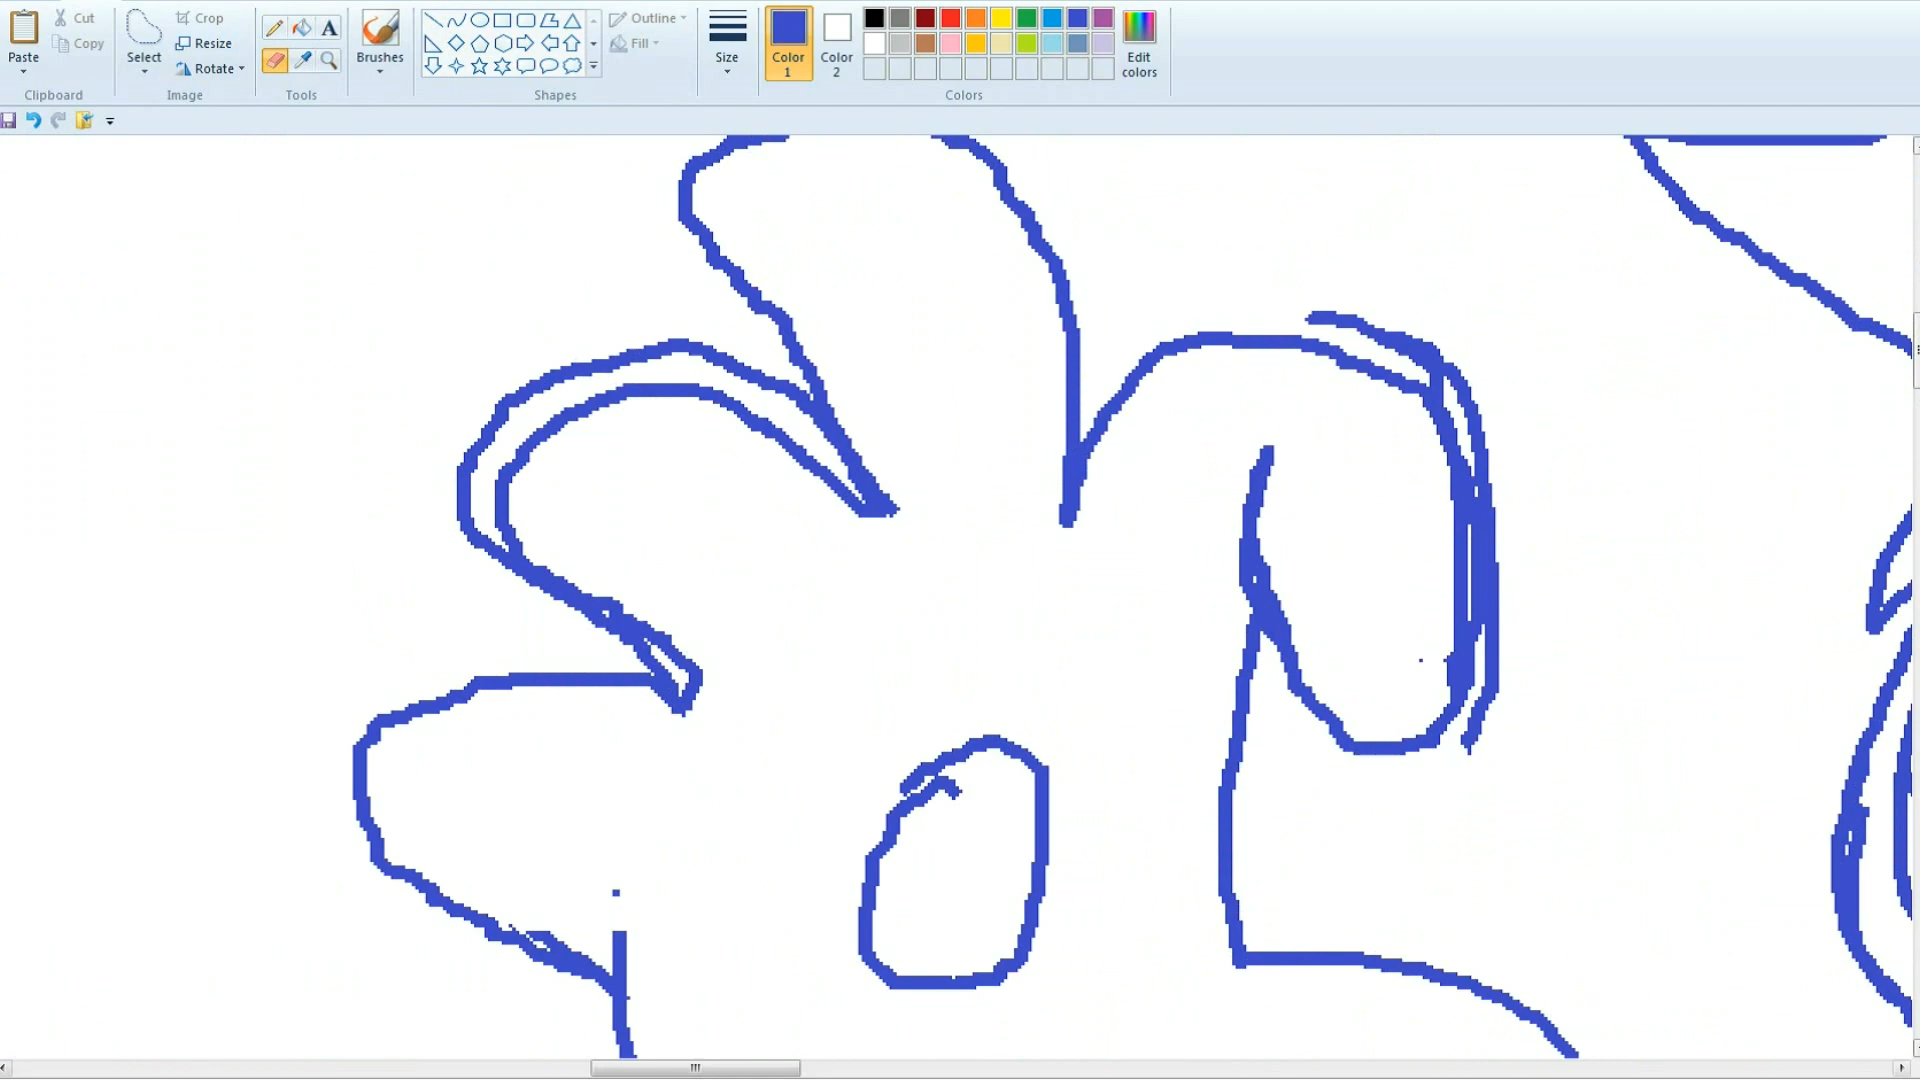 Paste
Cut
Copy
Clipboard
Select
Crop
Resize
Rotate
Image
A
Tools
Brushes
Shapes
Outline
Fill
Size
Color
1
Color
2
Edit
colors
Colors